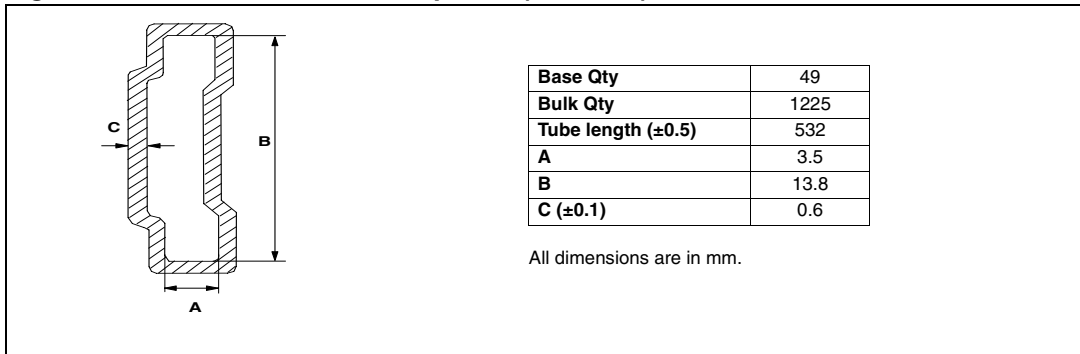 C
B
A
Base Qty 49
Bulk Qty 1225
Tube length (±0.5) 532
A 3.5
B 13.8
C (±0.1) 0.6
All dimensions are in mm.